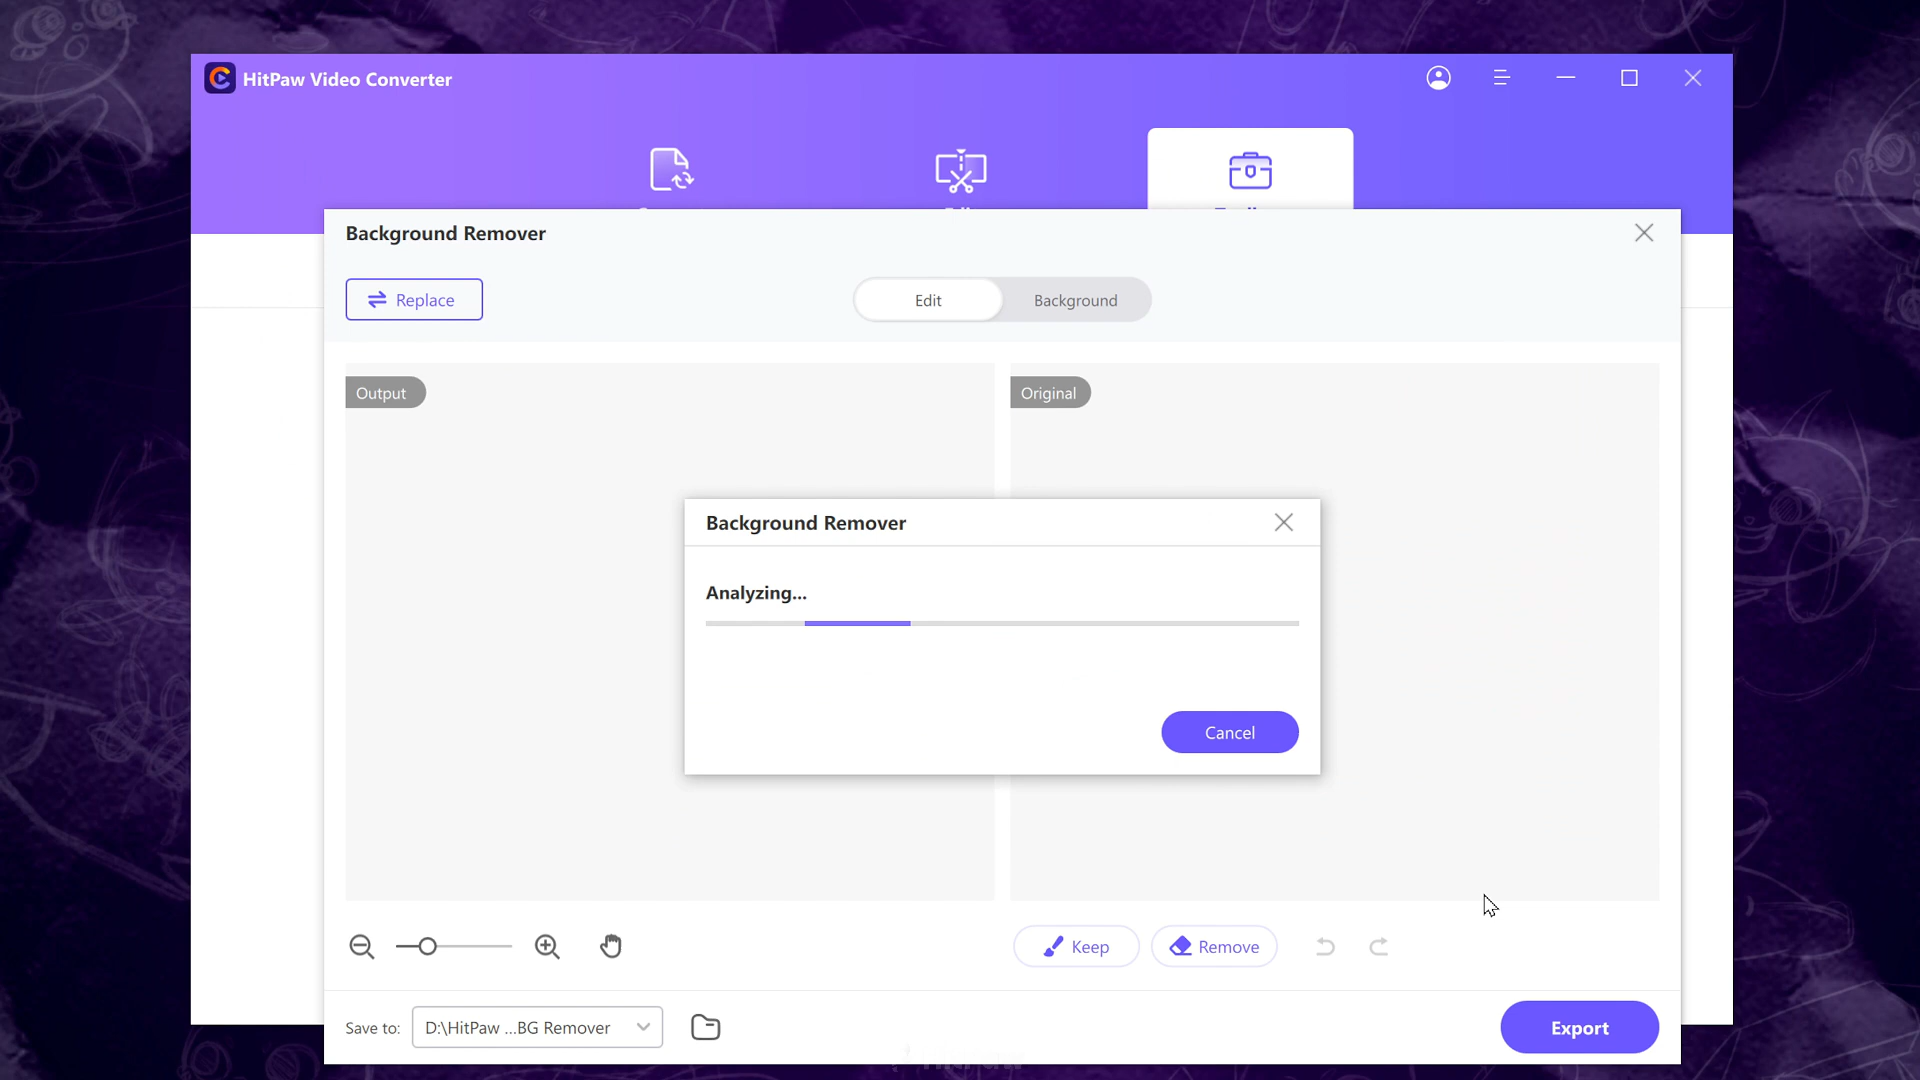 HitPaw Video Converter
Background Remover
Replace
Edit
Background
Output
Original
Background Remover
Analyzing...
Cancel
Keep
Remove
Save to:
D:\HitPaw ...BG Remover
Export